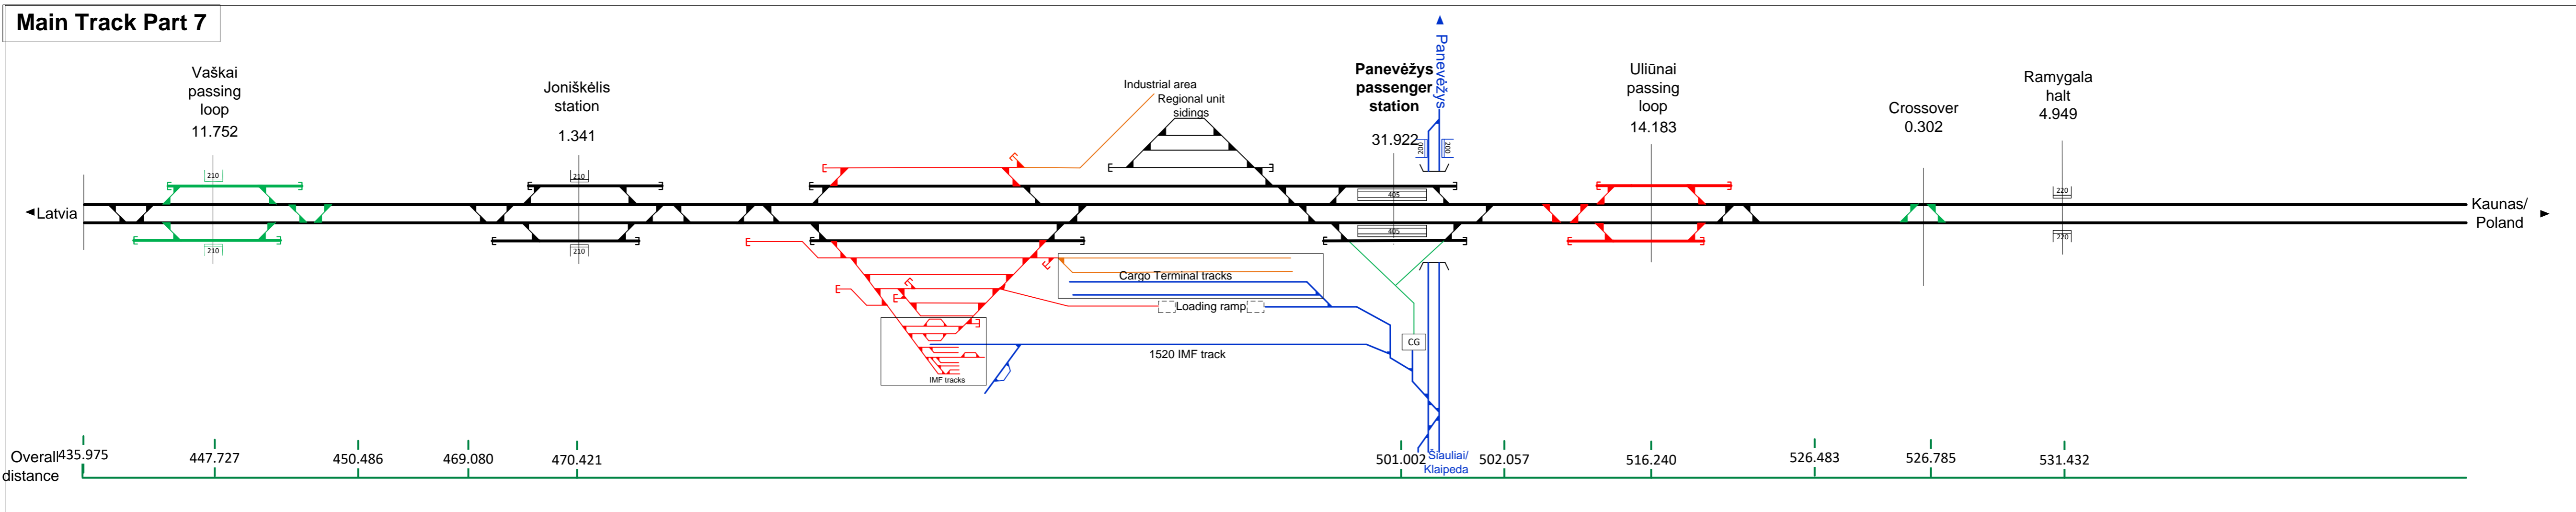 Main Track Part 7
Vaškai
passing
loop
11.752
Joniškėlis
station
1.341
Industrial area
Regional unit
sidings
Panevėžys
passenger
station
31.922
Panevėžys
Uliūnai
passing
loop
14.183
Crossover
0.302
Ramygala
halt
4.949
200
200
210
210
405
220
Latvia
Kaunas/
Poland
210
210
405
220
Cargo Terminal tracks
Loading ramp
CG
1520 IMF track
IMF tracks
Overall
distance
435.975
447.727
450.486
469.080
470.421
501.002
502.057
516.240
526.483
526.785
531.432
Šiauliai/
Klaipeda